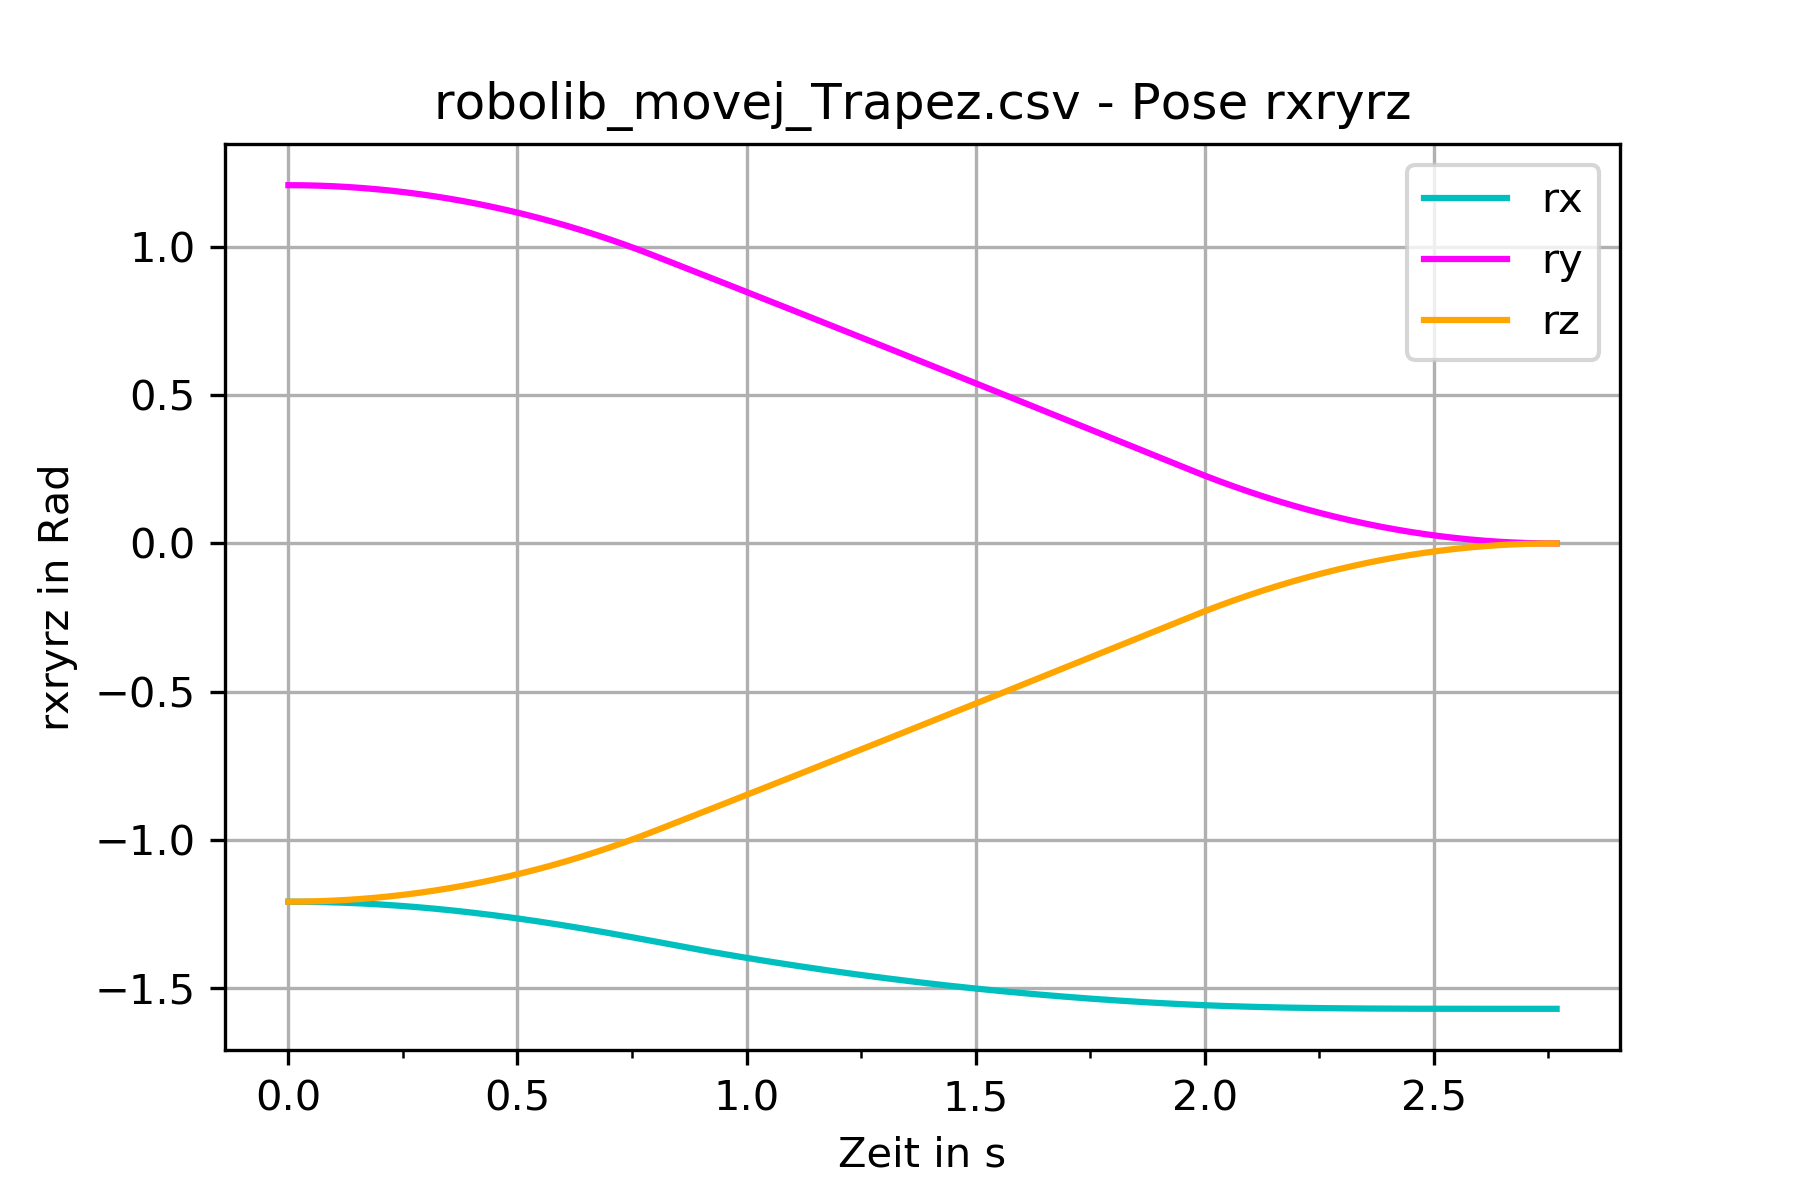 robolib_movej_Trapez.csv - Pose rxryrz
rx
ry
rz
1.0
0.5
0.0
−0.5
−1.0
−1.5
rxryrz in Rad
0.0 0.5 1.0 1.5 2.0 2.5
Zeit in s